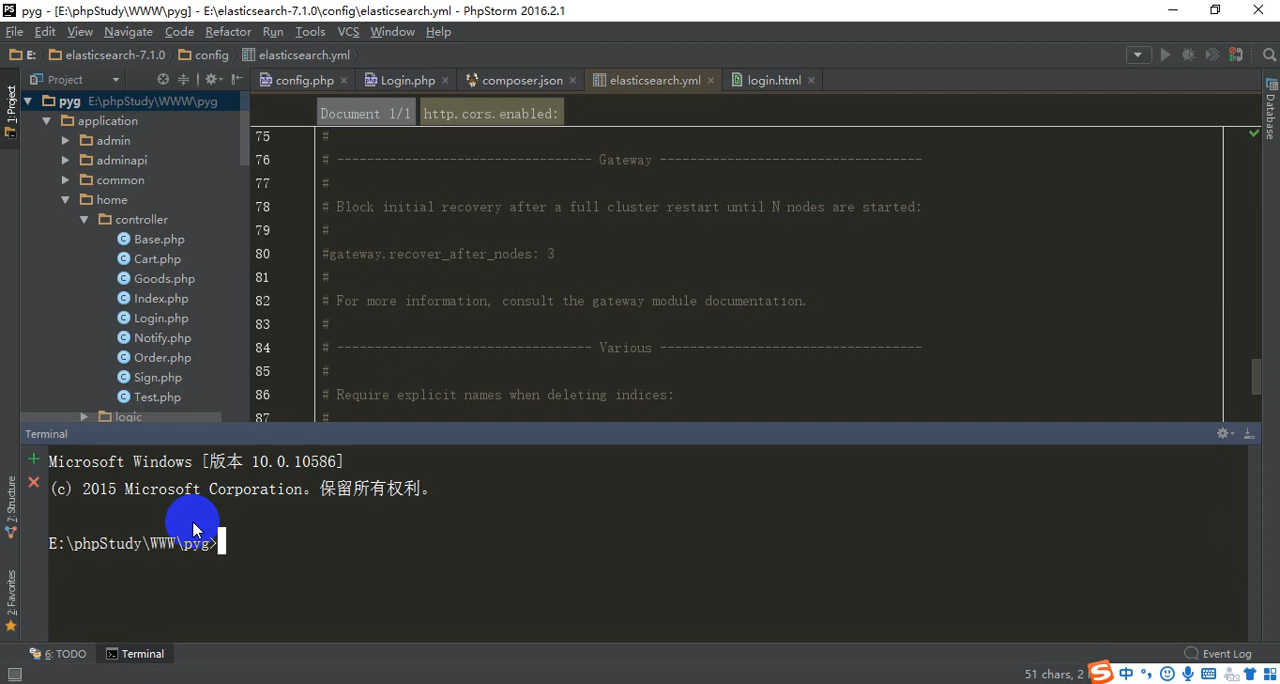 pyg - [E:\phpStudy\WWW\pyg] - E:\elasticsearch-7.1.0\config\elasticsearch.yml - PhpStorm 2016.2.1
File Edit View Navigate Code Refactor Run Tools VCS Window Help
E: elasticsearch-7.1.0 config elasticsearch.yml
Project
config.php Login.php composer.json elasticsearch.yml login.html
1: Project
Database
pyg E:\phpStudy\WWW\pyg
application
admin
adminapi
common
home
controller
Base.php
Cart.php
Goods.php
Index.php
Login.php
Notify.php
Order.php
Sign.php
Test.php
logic
Document 1/1 http.cors.enabled:
75 #
76 # ---------------------------------- Gateway -----------------------------------
77 #
78 # Block initial recovery after a full cluster restart until N nodes are started:
79 #
80 #gateway.recover_after_nodes: 3
81 #
82 # For more information, consult the gateway module documentation.
83 #
84 # ---------------------------------- Various -----------------------------------
85 #
86 # Require explicit names when deleting indices:
87 #
Terminal
Microsoft Windows [版本 10.0.10586]
(c) 2015 Microsoft Corporation。保留所有权利。
E:\phpStudy\WWW\pyg>
7: Structure
2: Favorites
6: TODO Terminal Event Log
51 chars, 2 中